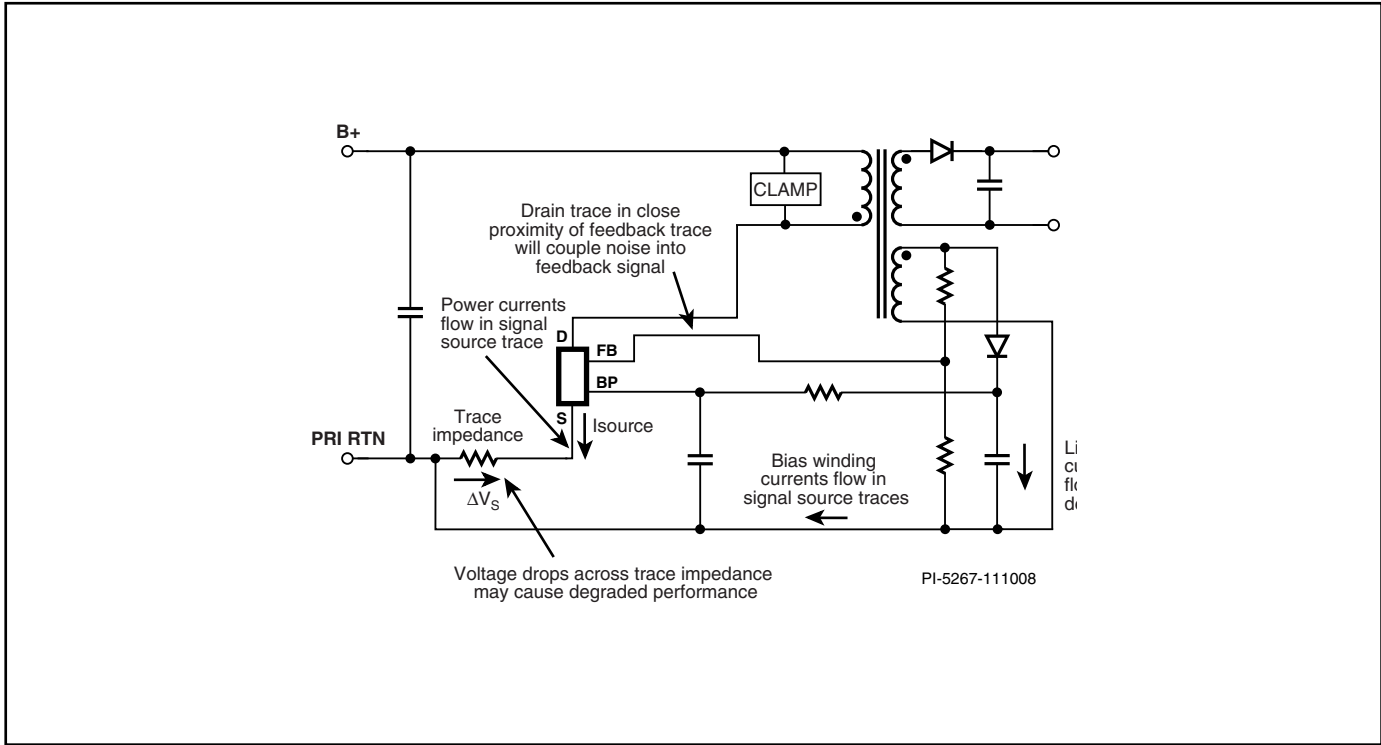 B+
CLAMP
Drain trace in close
proximity of feedback trace
will couple noise into
feedback signal
Power currents
flow in signal
source trace
D
FB
BP
S
Isource
Trace
impedance
PRI RTN
ΔVS
Bias winding
currents flow in
signal source traces
Voltage drops across trace impedance
may cause degraded performance
PI-5267-111008